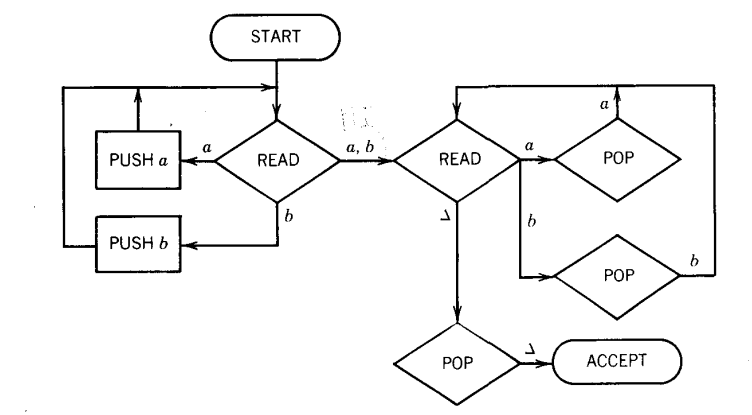 START
a
PUSH a
a
READ
a, b
READ
a
POP
b
Δ
b
PUSH b
POP
b
POP
Δ
ACCEPT